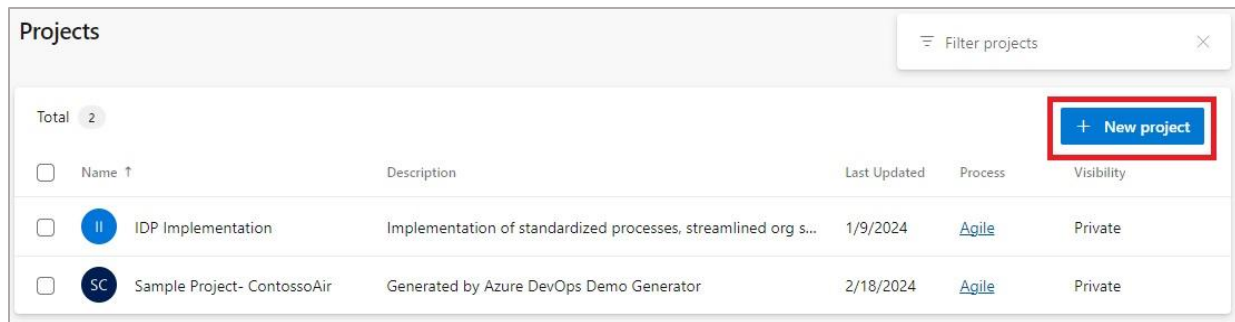 Projects
Filter projects
Total 2
+ New project
Name ↑ Description Last Updated Process Visibility
II IDP Implementation Implementation of standardized processes, streamlined org s... 1/9/2024 Agile Private
SC Sample Project- ContossoAir Generated by Azure DevOps Demo Generator 2/18/2024 Agile Private